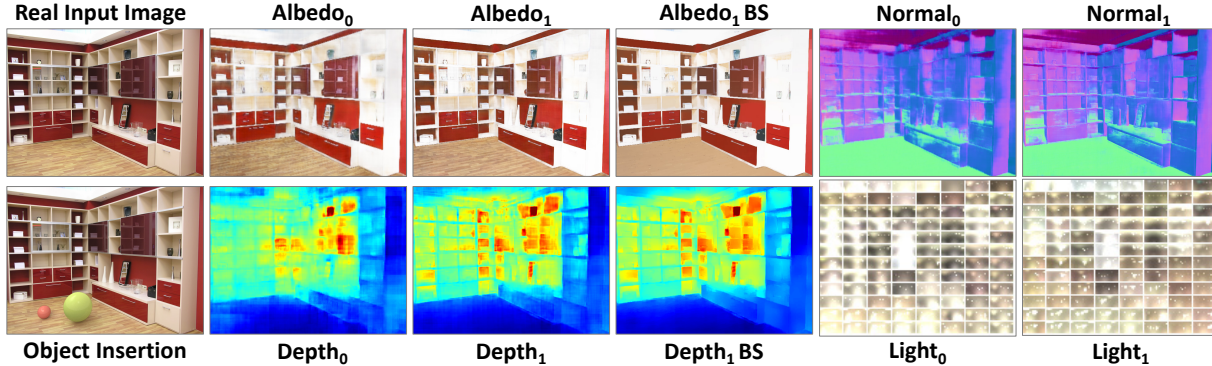 Real Input Image
Albedo₀
Albedo₁
Albedo₁ BS
Normal₀
Normal₁
Object Insertion
Depth₀
Depth₁
Depth₁ BS
Light₀
Light₁